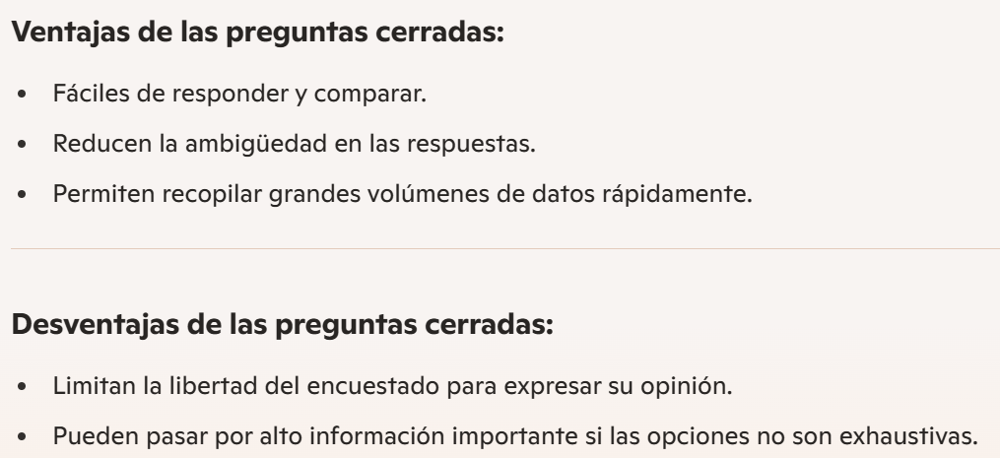 Ventajas de las preguntas cerradas:
• Fáciles de responder y comparar.
• Reducen la ambigüedad en las respuestas.
• Permiten recopilar grandes volúmenes de datos rápidamente.
Desventajas de las preguntas cerradas:
• Limitan la libertad del encuestado para expresar su opinión.
• Pueden pasar por alto información importante si las opciones no son exhaustivas.